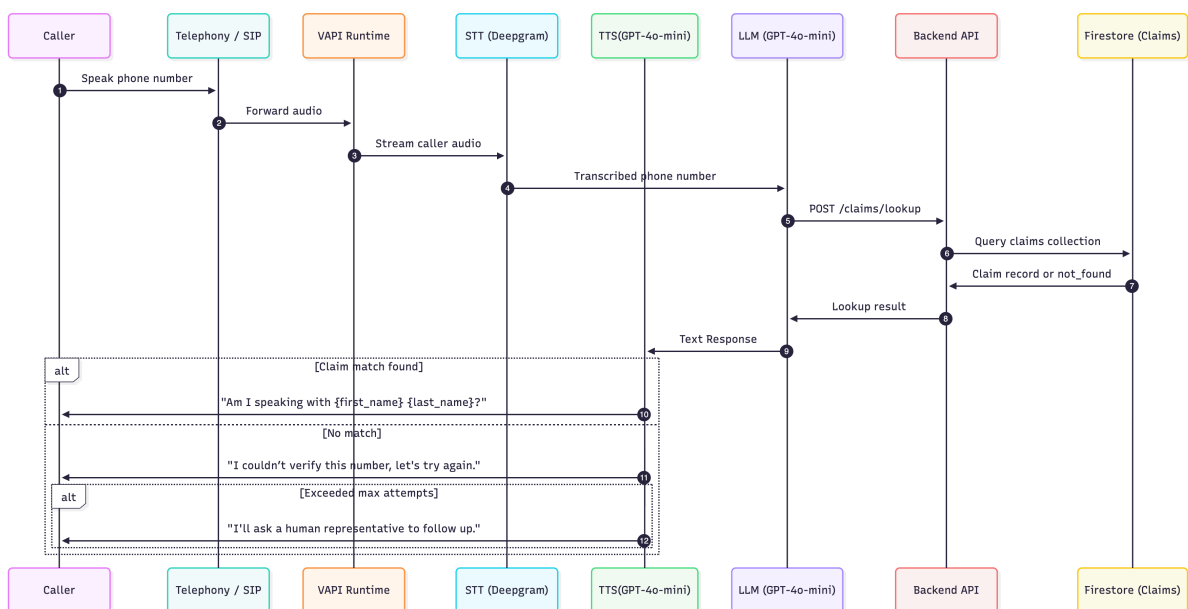 Caller
Telephony / SIP
VAPI Runtime
STT (Deepgram)
TTS(GPT-4o-mini)
LLM (GPT-4o-mini)
Backend API
Firestore (Claims)
Speak phone number
1
Forward audio
2
Stream caller audio
3
Transcribed phone number
4
POST /claims/lookup
5
Query claims collection
6
Claim record or not_found
7
Lookup result
8
Text Response
9
alt
[Claim match found]
"Am I speaking with {first_name} {last_name}?"
10
[No match]
"I couldn’t verify this number, let's try again."
11
alt
[Exceeded max attempts]
"I'll ask a human representative to follow up."
12
Caller
Telephony / SIP
VAPI Runtime
STT (Deepgram)
TTS(GPT-4o-mini)
LLM (GPT-4o-mini)
Backend API
Firestore (Claims)